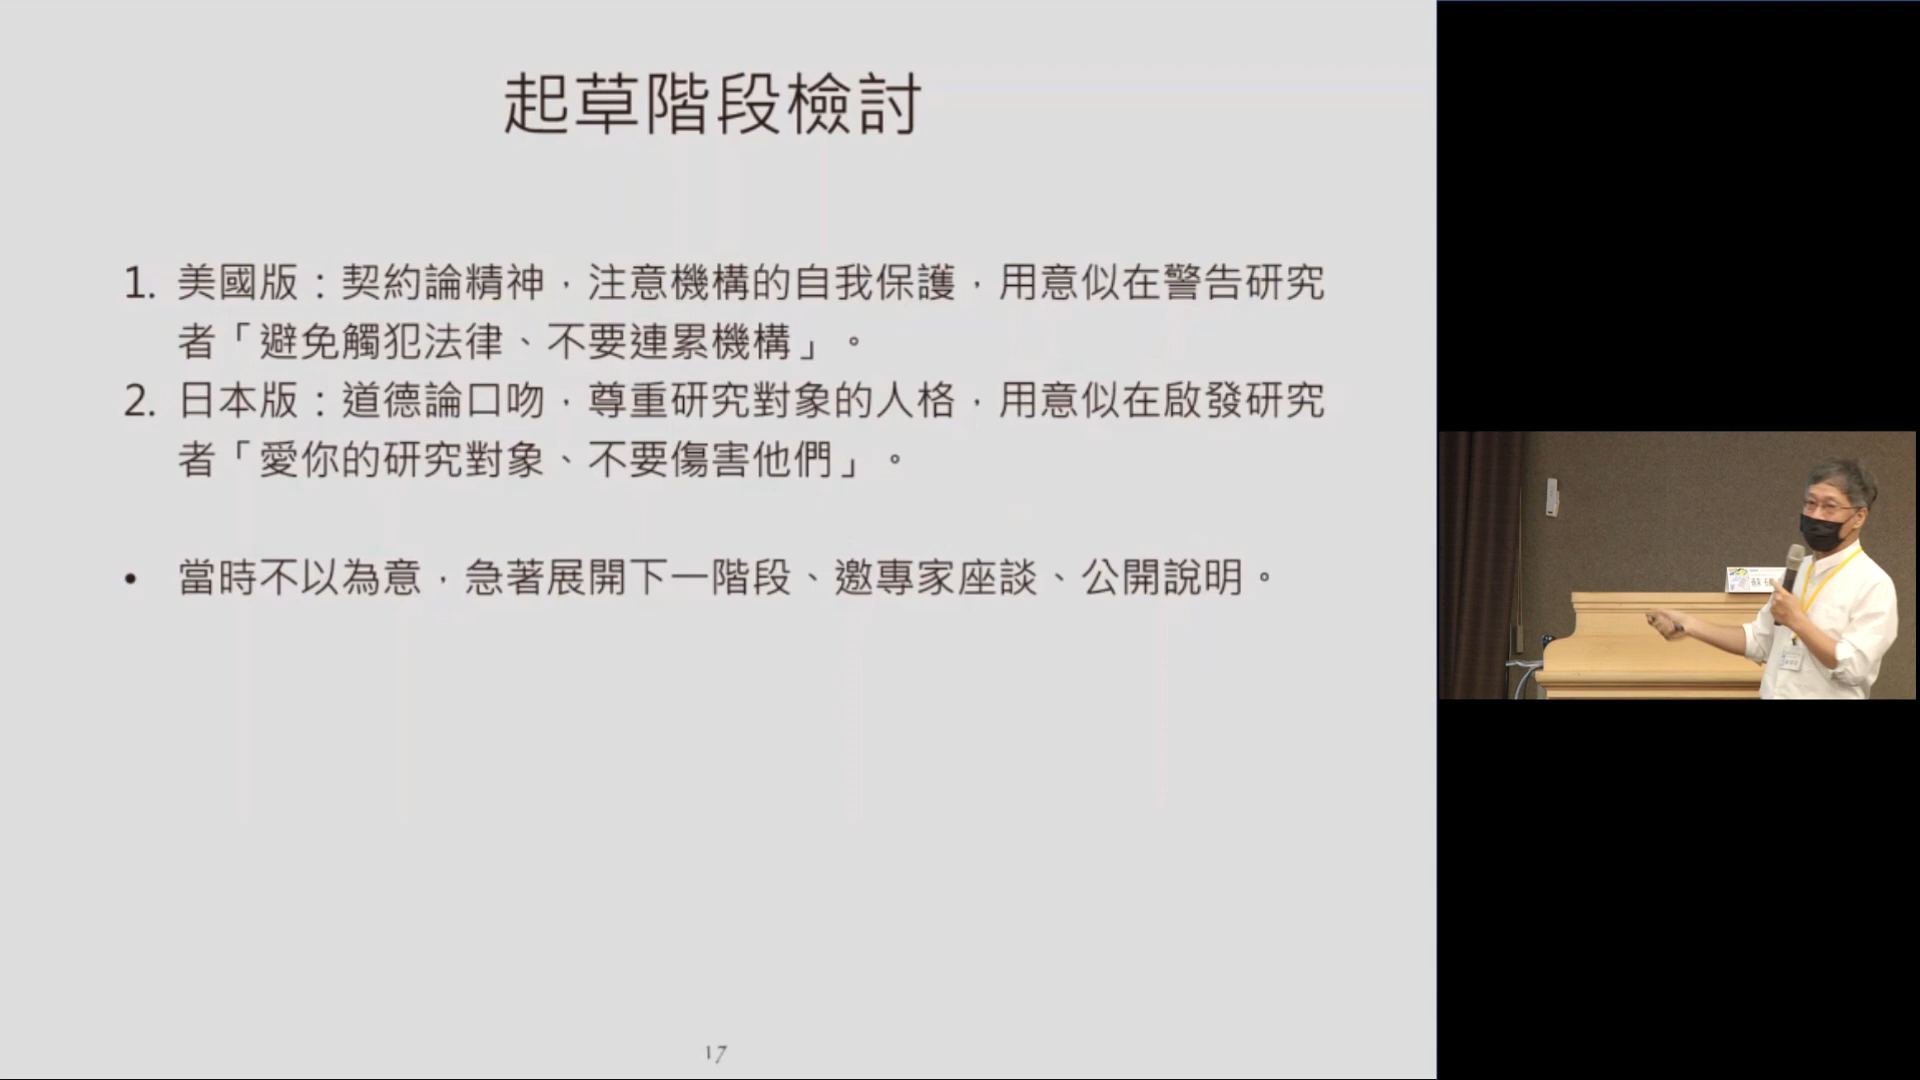 起草階段檢討
1. 美國版：契約論精神，注意機構的自我保護，用意似在警告研究
者「避免觸犯法律、不要連累機構」。
2. 日本版：道德論口吻，尊重研究對象的人格，用意似在啟發研究
者「愛你的研究對象、不要傷害他們」。
• 當時不以為意，急著展開下一階段、邀專家座談、公開說明。
17